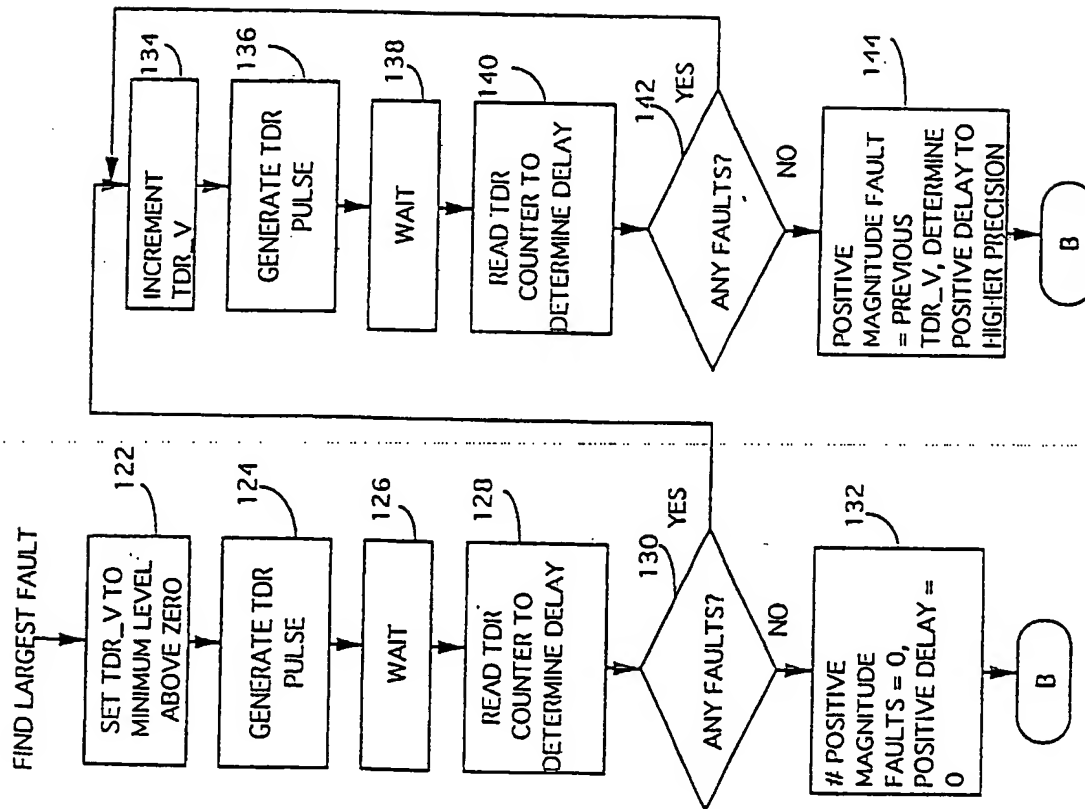 FIND LARGEST FAULT
122
SET TDR_V TO
MINIMUM LEVEL
ABOVE ZERO
124
GENERATE TDR
PULSE
126
WAIT
128
READ TDR
COUNTER TO
DETERMINE DELAY
130
ANY FAULTS?
YES
NO
132
# POSITIVE
MAGNITUDE
FAULTS = 0,
POSITIVE DELAY =
0
B
134
INCREMENT
TDR_V
136
GENERATE TDR
PULSE
138
WAIT
140
READ TDR
COUNTER TO
DETERMINE DELAY
142
ANY FAULTS?
YES
NO
144
POSITIVE
MAGNITUDE FAULT
= PREVIOUS
TDR_V, DETERMINE
POSITIVE DELAY TO
HIGHER PRECISION
B